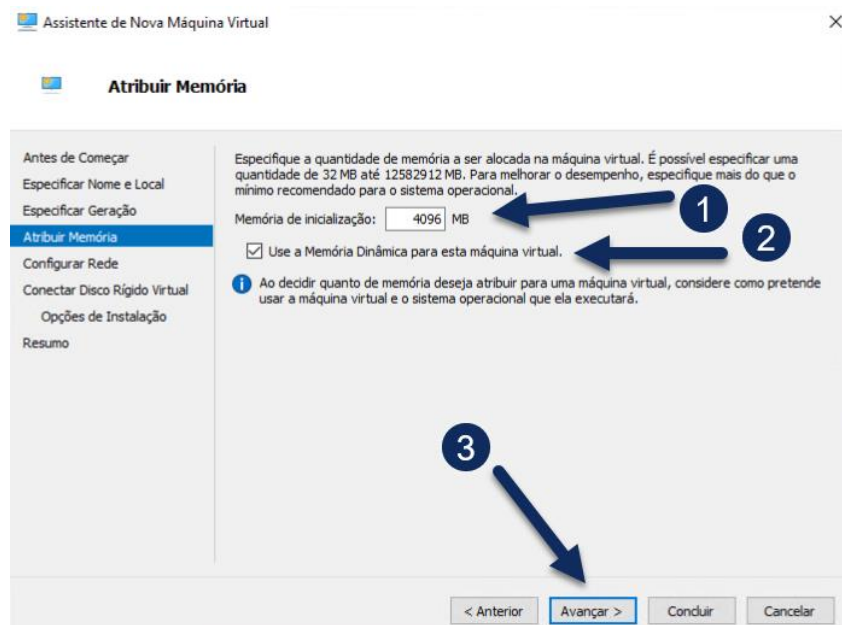 Assistente de Nova Máquina Virtual
Atribuir Memória
Antes de Começar
Especificar Nome e Local
Especificar Geração
Atribuir Memória
Configurar Rede
Conectar Disco Rígido Virtual
Opções de Instalação
Resumo
Especifique a quantidade de memória a ser alocada na máquina virtual. É possível especificar uma
quantidade de 32 MB até 12582912 MB. Para melhorar o desempenho, especifique mais do que o
mínimo recomendado para o sistema operacional.
Memória de inicialização: 4096 MB
1
Use a Memória Dinâmica para esta máquina virtual.
2
Ao decidir quanto de memória deseja atribuir para uma máquina virtual, considere como pretende
usar a máquina virtual e o sistema operacional que ela executará.
3
< Anterior Avançar > Concluir Cancelar